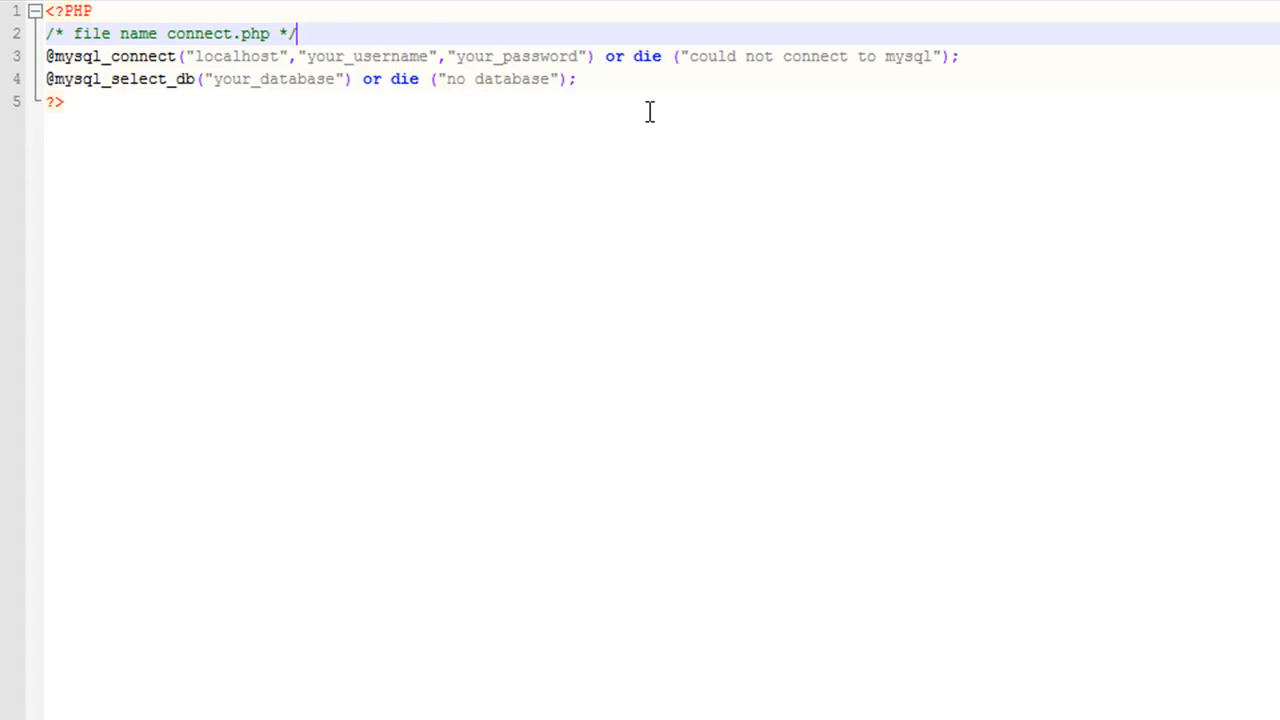 1 <?PHP
2 /* file name connect.php */
3 @mysql_connect("localhost","your_username","your_password") or die ("could not connect to mysql");
4 @mysql_select_db("your_database") or die ("no database");
5 ?>